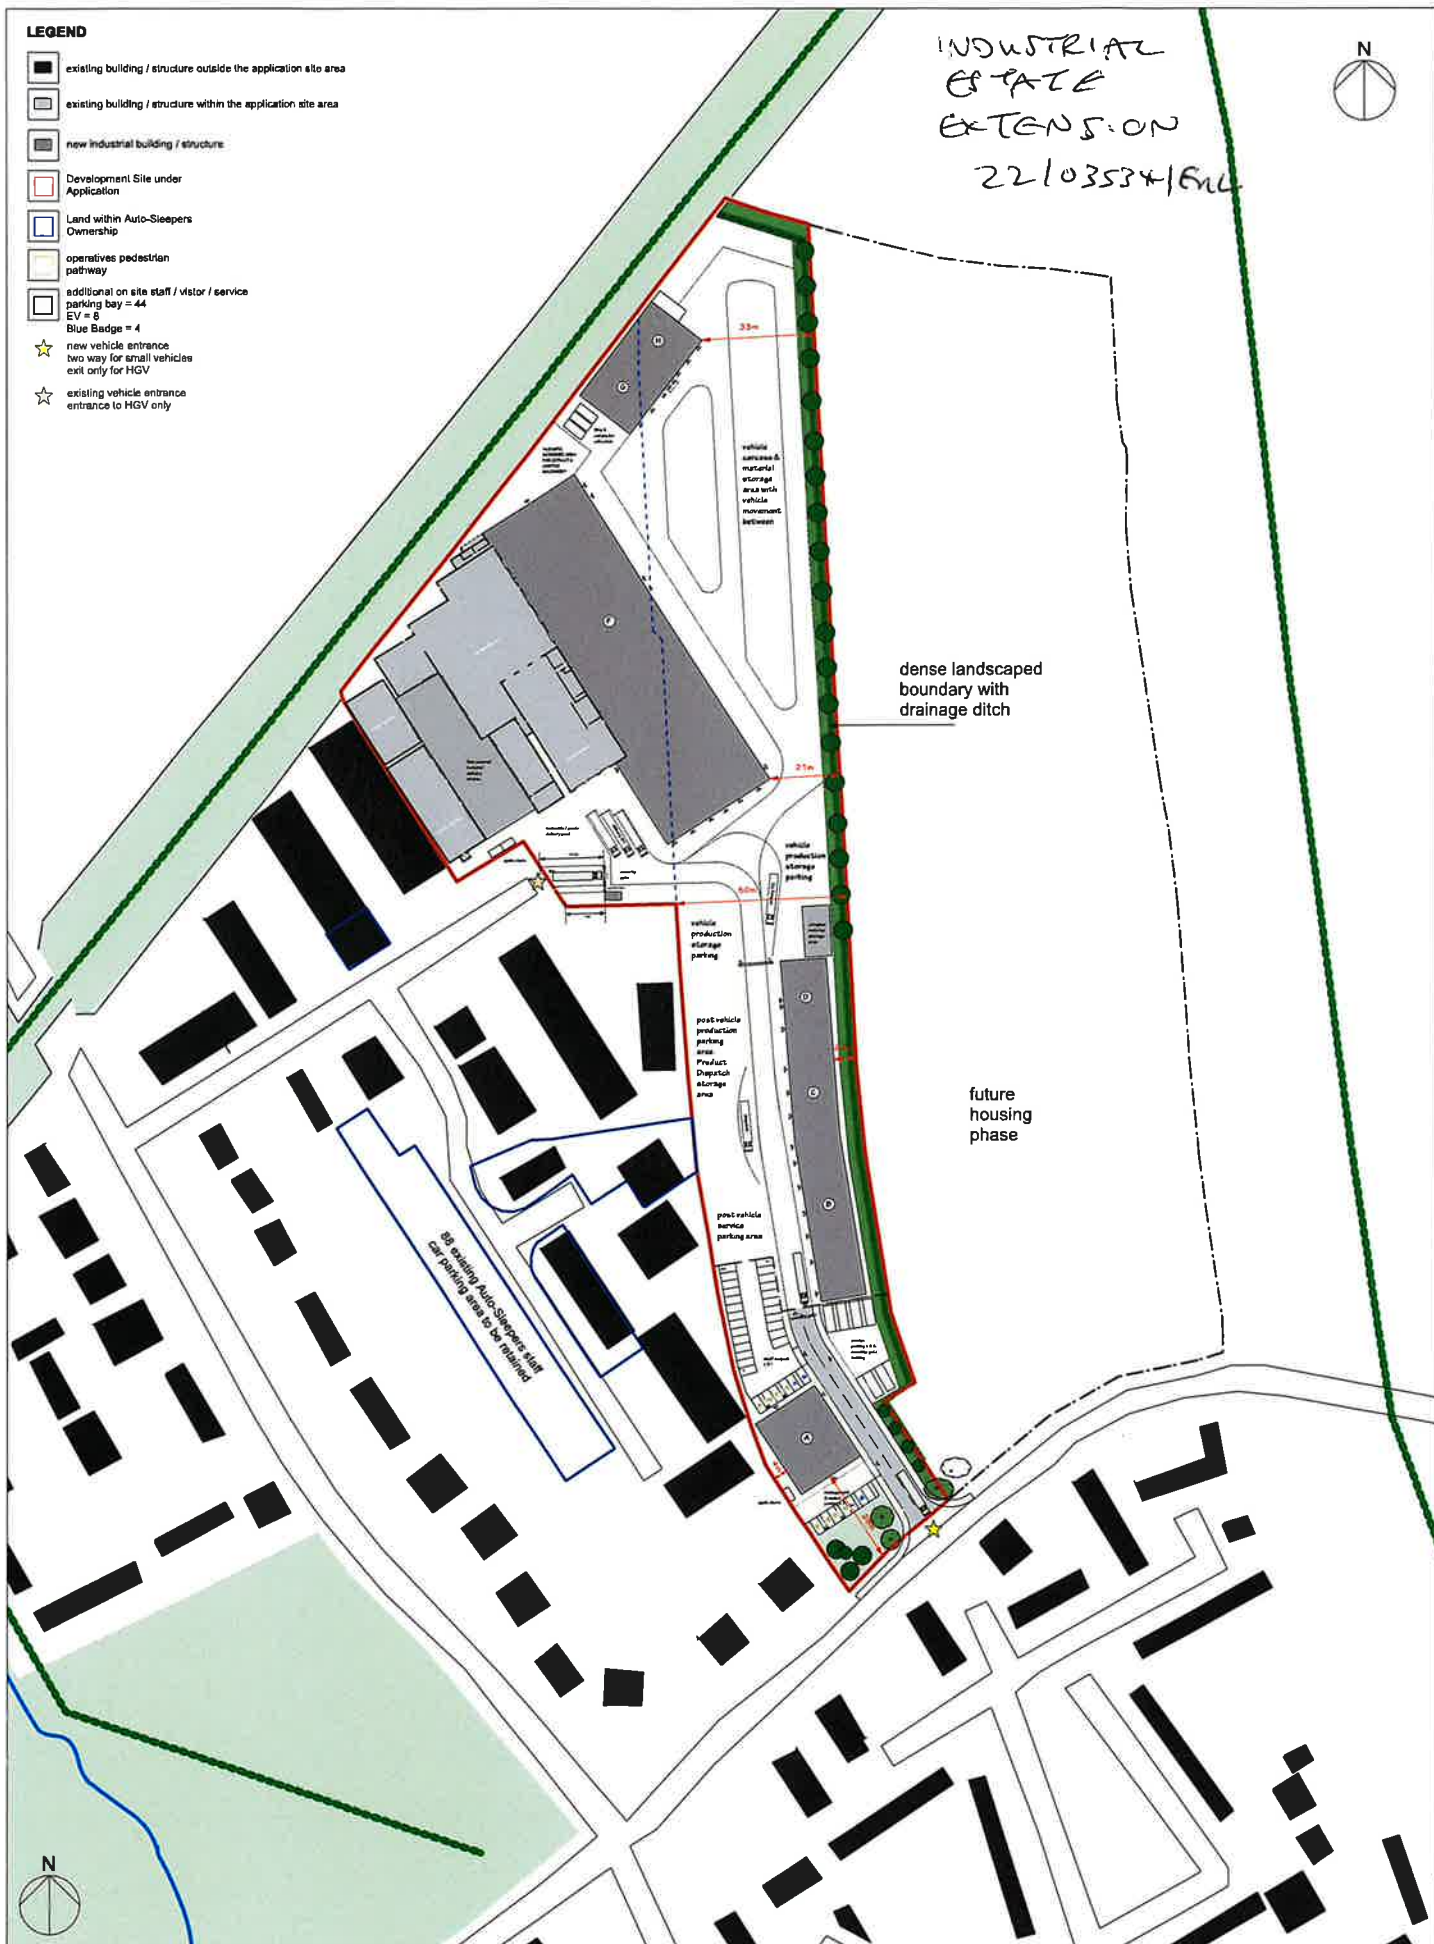 LEGEND
existing building / structure outside the application site area
existing building / structure within the application site area
new industrial building / structure
Development Site under
Application
Land within Auto-Sleepers
Ownership
operatives pedestrian
pathway
additional on site staff / vistor / service
parking bay = 44
EV = 8
Blue Badge = 4
new vehicle entrance
two way for small vehicles
exit only for HGV
existing vehicle entrance
entrance to HGV only
INDUSTRIAL
ESTATE
EXTENSION
N
33m
H
G
vehicle
carcass &
material
storage
area with
vehicle
movement
between
F
dense landscaped
boundary with
drainage ditch
21m
vehicle
production
storage
parking
50m
vehicle
production
storage
parking
D
post vehicle
production
parking
area
Product
Dispatch
storage
area
C
future
housing
phase
B
post vehicle
service
parking area
88 existing Auto-Sleepers staff
car parking area to be retained
A
N